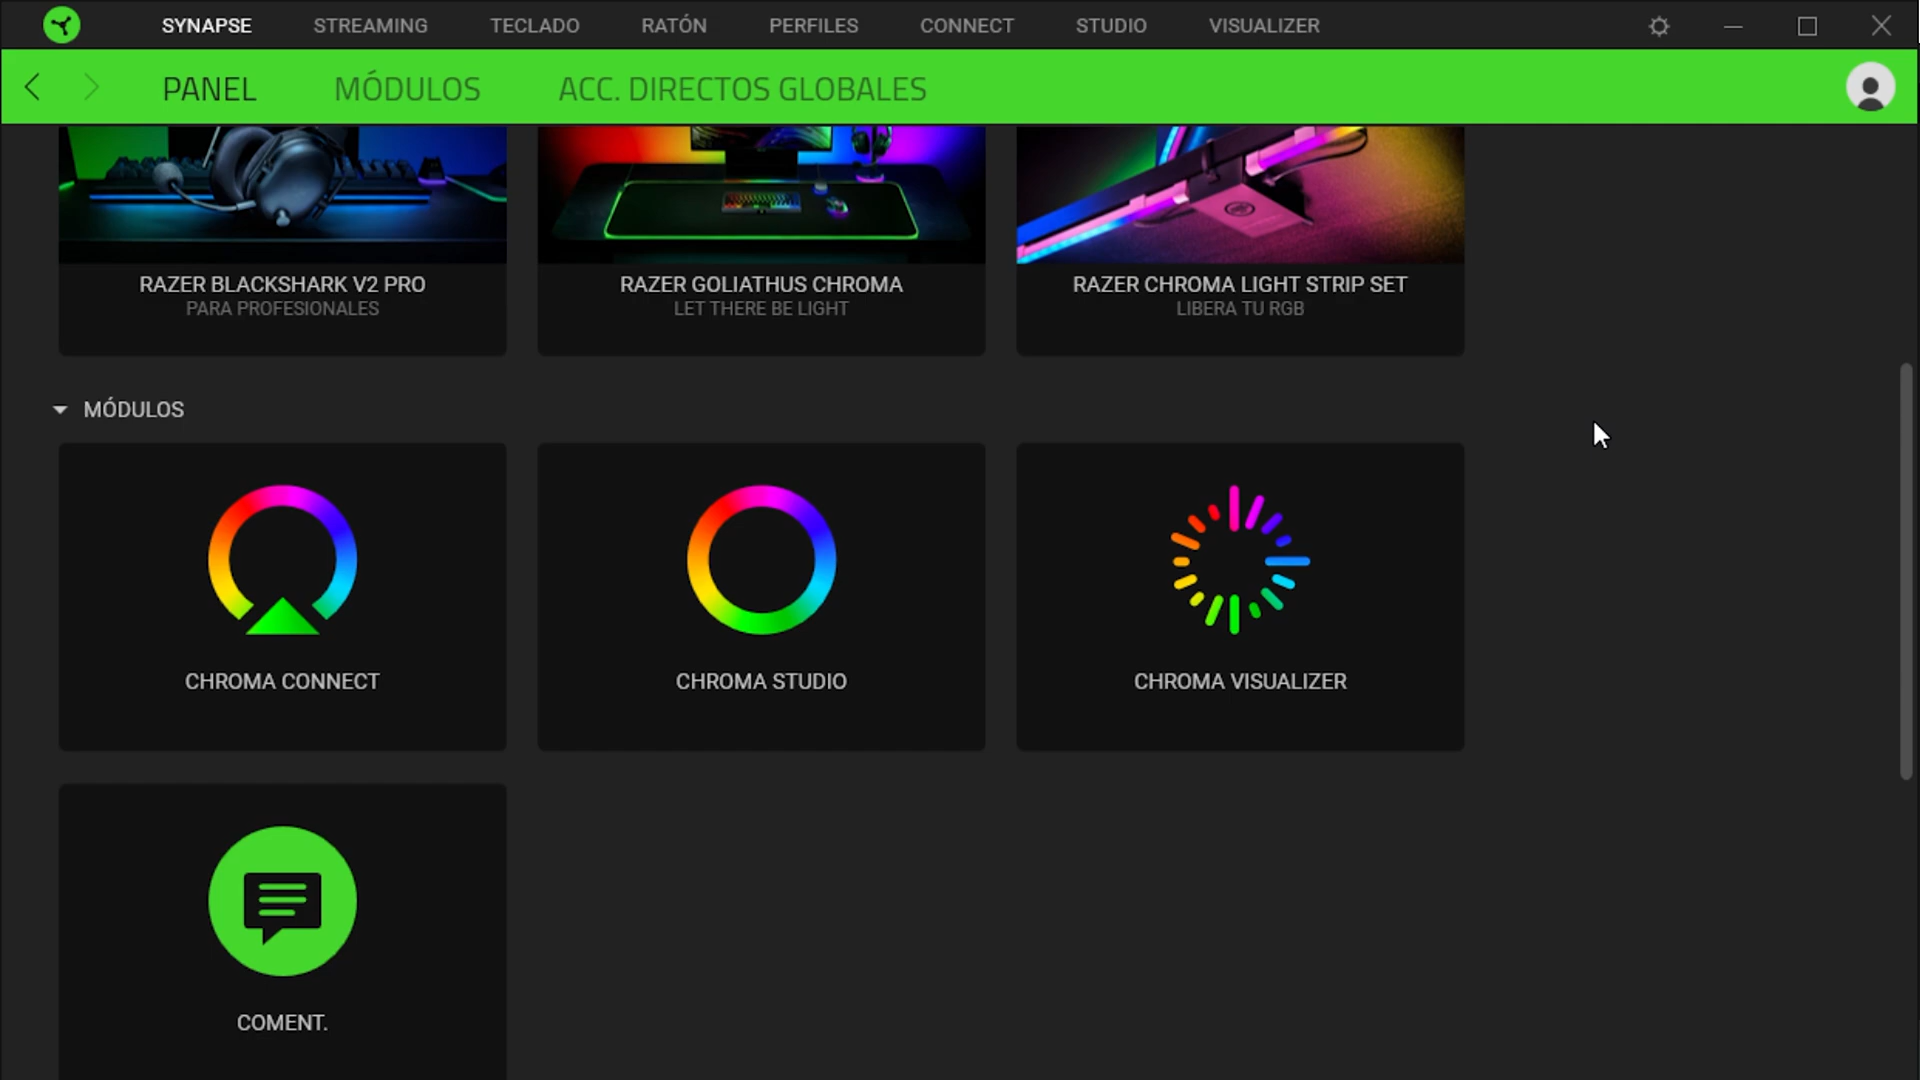 SYNAPSE STREAMING TECLADO RATÓN PERFILES CONNECT STUDIO VISUALIZER
PANEL MÓDULOS ACC. DIRECTOS GLOBALES
RAZER BLACKSHARK V2 PRO
PARA PROFESIONALES
RAZER GOLIATHUS CHROMA
LET THERE BE LIGHT
RAZER CHROMA LIGHT STRIP SET
LIBERA TU RGB
MÓDULOS
CHROMA CONNECT
CHROMA STUDIO
CHROMA VISUALIZER
COMENT.